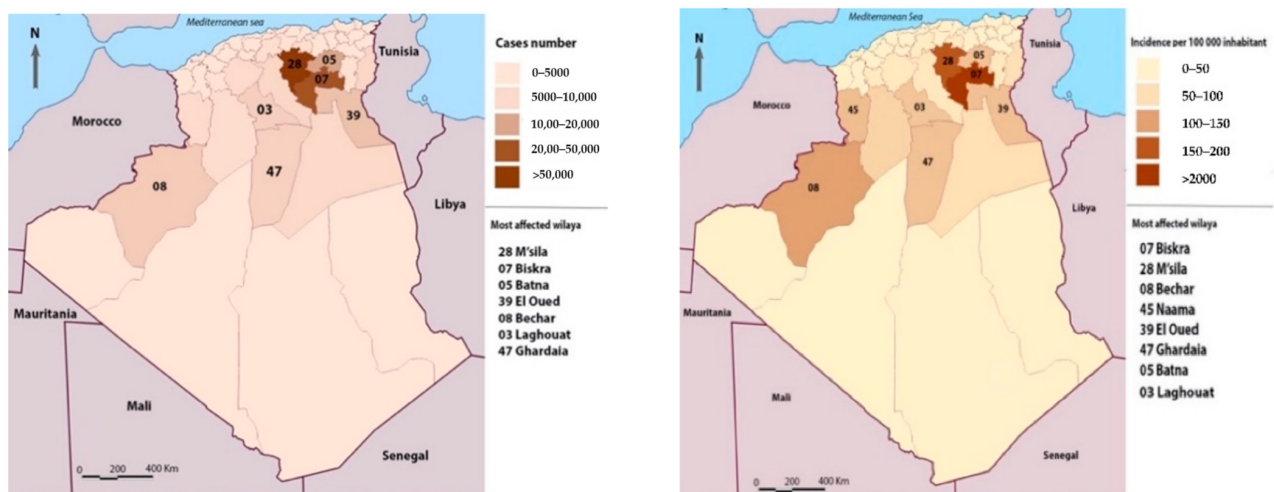 Mediterranean sea
N
Tunisia
Morocco
28
05
07
03
39
47
08
Libya
Mauritania
Mali
Senegal
0 200 400 Km
Cases number
0–5000
5000–10,000
10,00–20,000
20,00–50,000
>50,000
Most affected wilaya
28 M'sila
07 Biskra
05 Batna
39 El Oued
08 Bechar
03 Laghouat
47 Ghardaia
Mediterranean Sea
N
Tunisia
Morocco
28
05
07
45
03
39
47
08
Libya
Mauritania
Mali
Senegal
0 200 400 Km
Incidence per 100 000 inhabitant
0–50
50–100
100–150
150–200
>2000
Most affected wilaya
07 Biskra
28 M'sila
08 Bechar
45 Naama
39 El Oued
47 Ghardaia
05 Batna
03 Laghouat